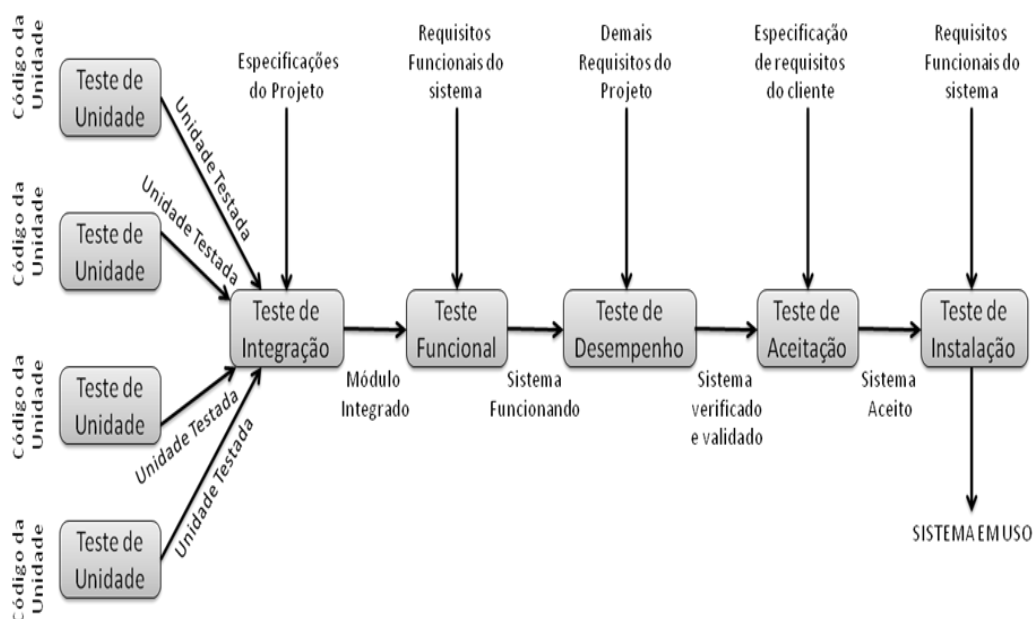 Código da
Unidade
Teste de
Unidade
Unidade Testada
Código da
Unidade
Teste de
Unidade
Unidade Testada
Código da
Unidade
Teste de
Unidade
Unidade Testada
Código da
Unidade
Teste de
Unidade
Unidade Testada
Especificações
do Projeto
Teste de
Integração
Módulo
Integrado
Requisitos
Funcionais do
sistema
Teste
Funcional
Sistema
Funcionando
Demais
Requisitos do
Projeto
Teste de
Desempenho
Sistema
verificado
e validado
Especificação
de requisitos
do cliente
Teste de
Aceitação
Sistema
Aceito
Requisitos
Funcionais do
sistema
Teste de
Instalação
SISTEMA EM USO